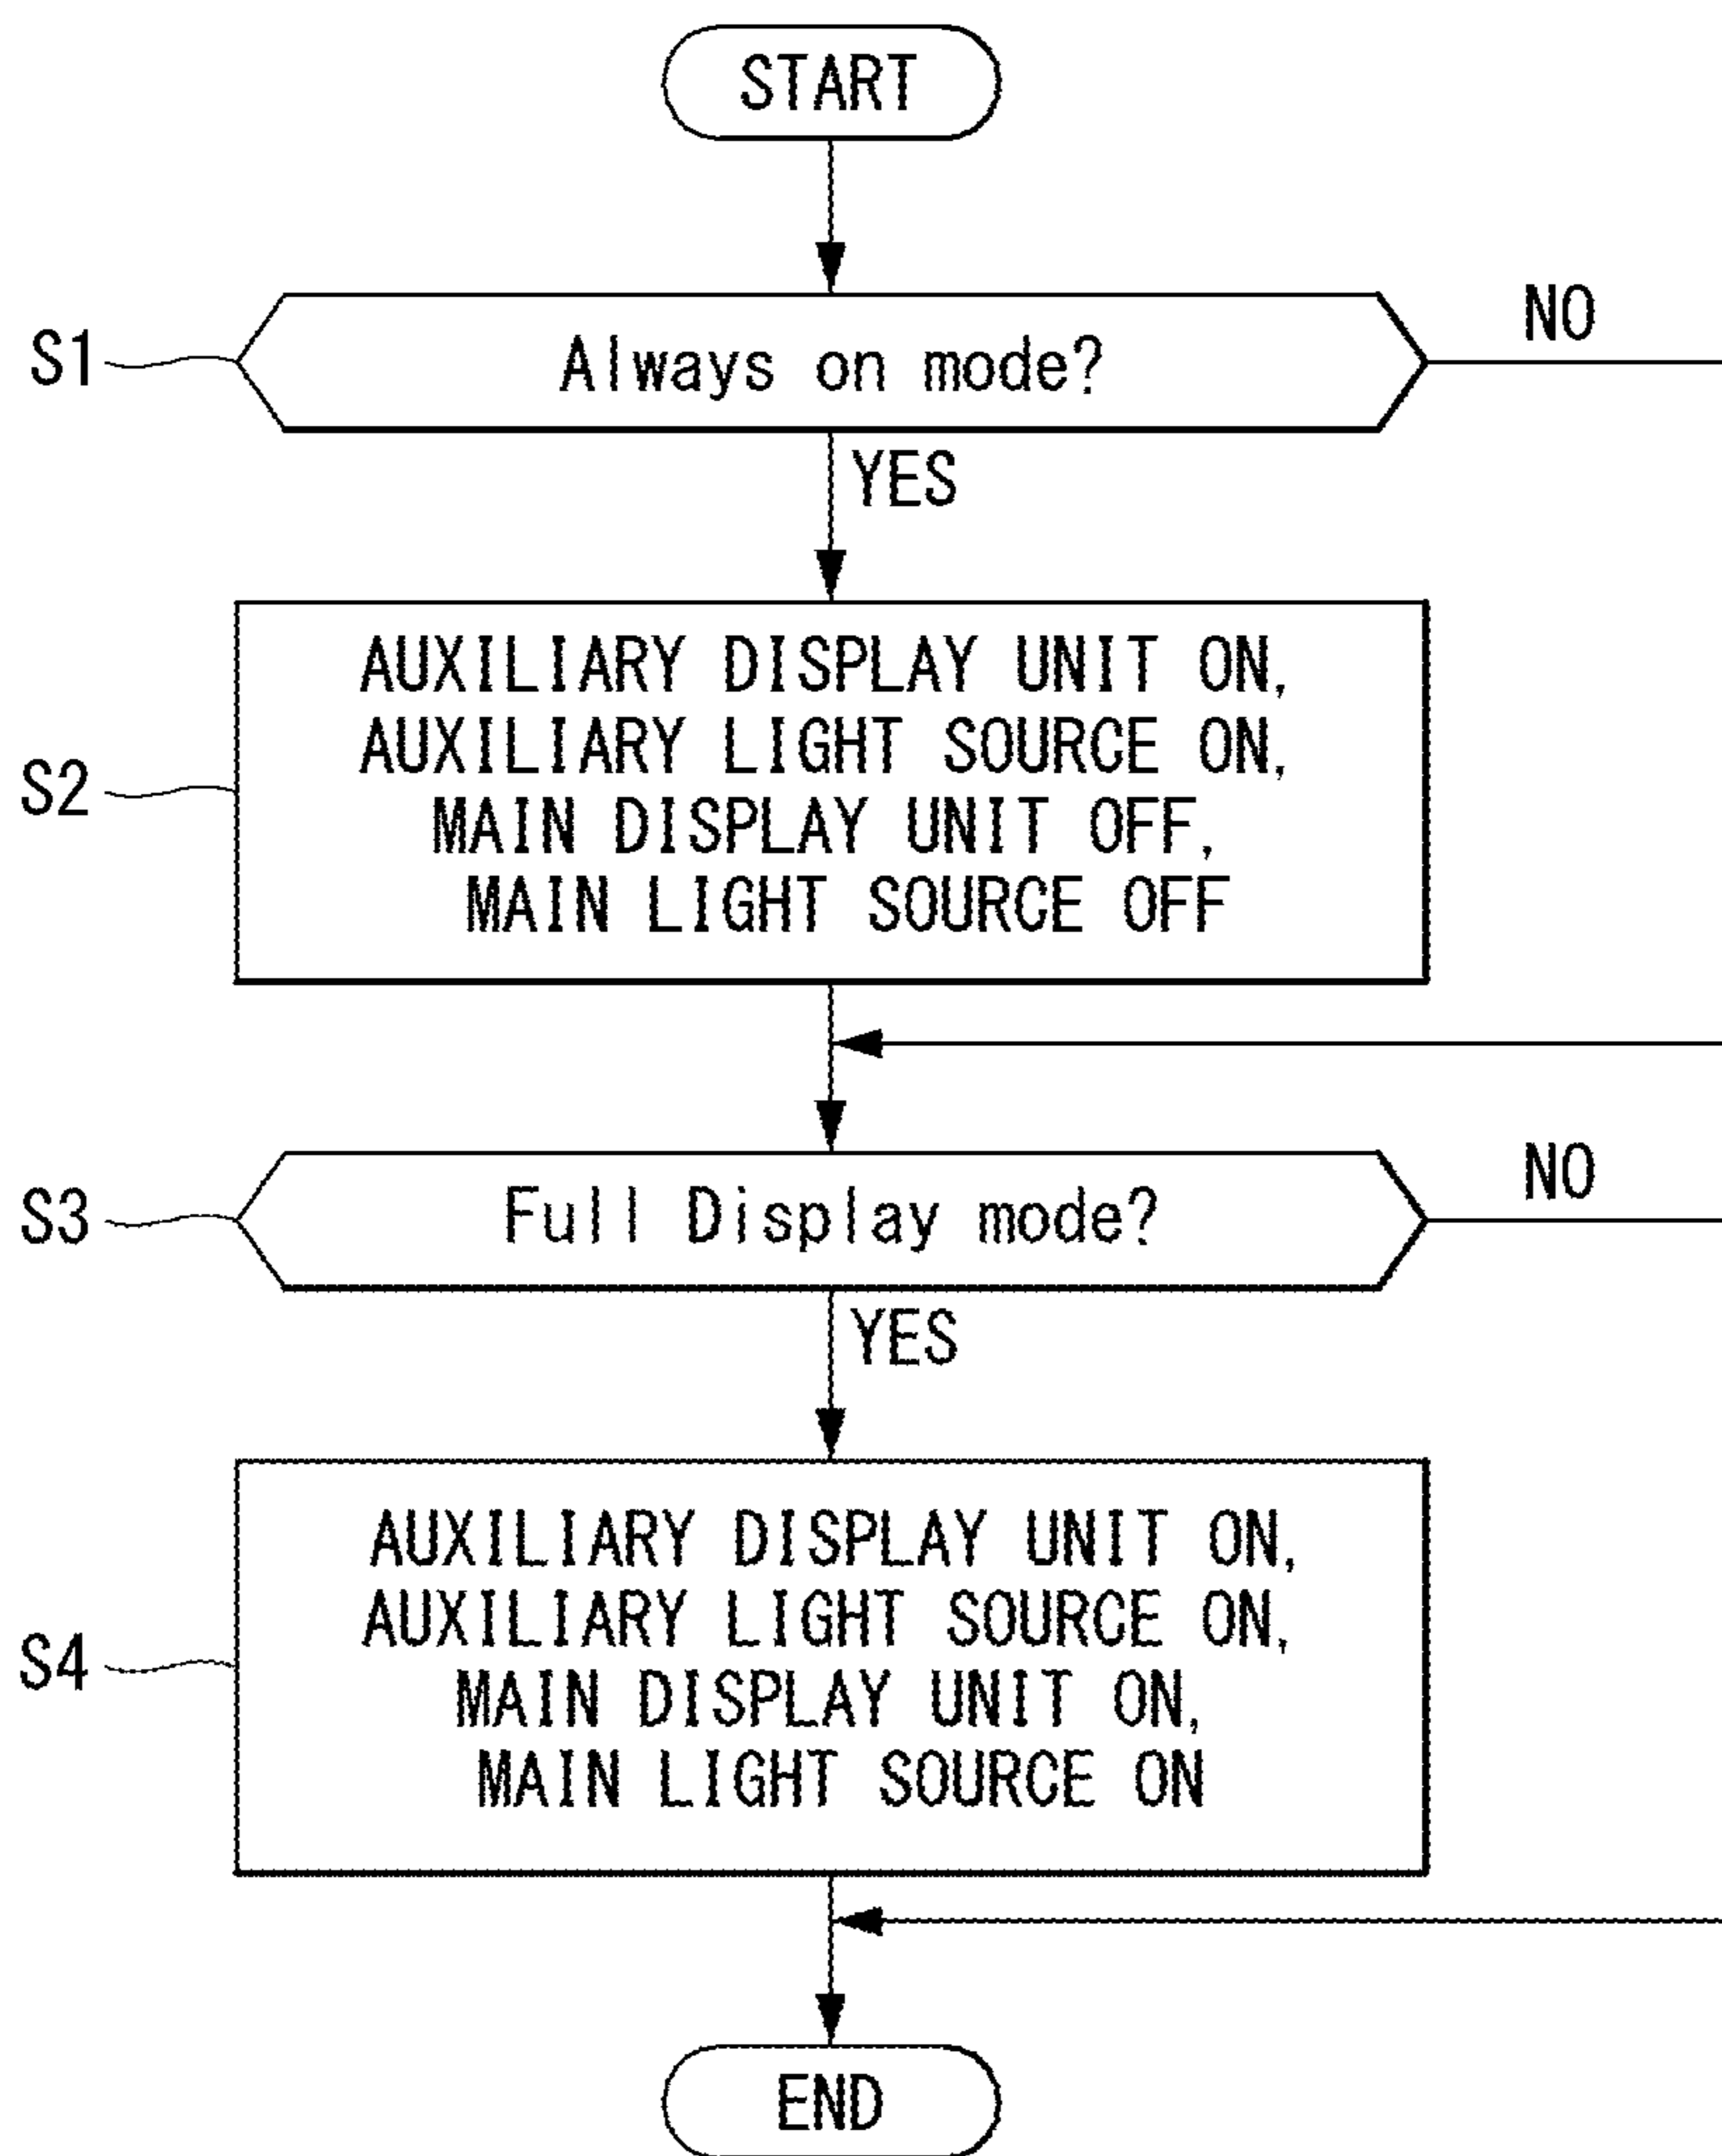 START
S1
Always on mode?
NO
YES
S2
AUXILIARY DISPLAY UNIT ON,
AUXILIARY LIGHT SOURCE ON,
MAIN DISPLAY UNIT OFF,
MAIN LIGHT SOURCE OFF
S3
Full Display mode?
NO
YES
S4
AUXILIARY DISPLAY UNIT ON,
AUXILIARY LIGHT SOURCE ON,
MAIN DISPLAY UNIT ON,
MAIN LIGHT SOURCE ON
END